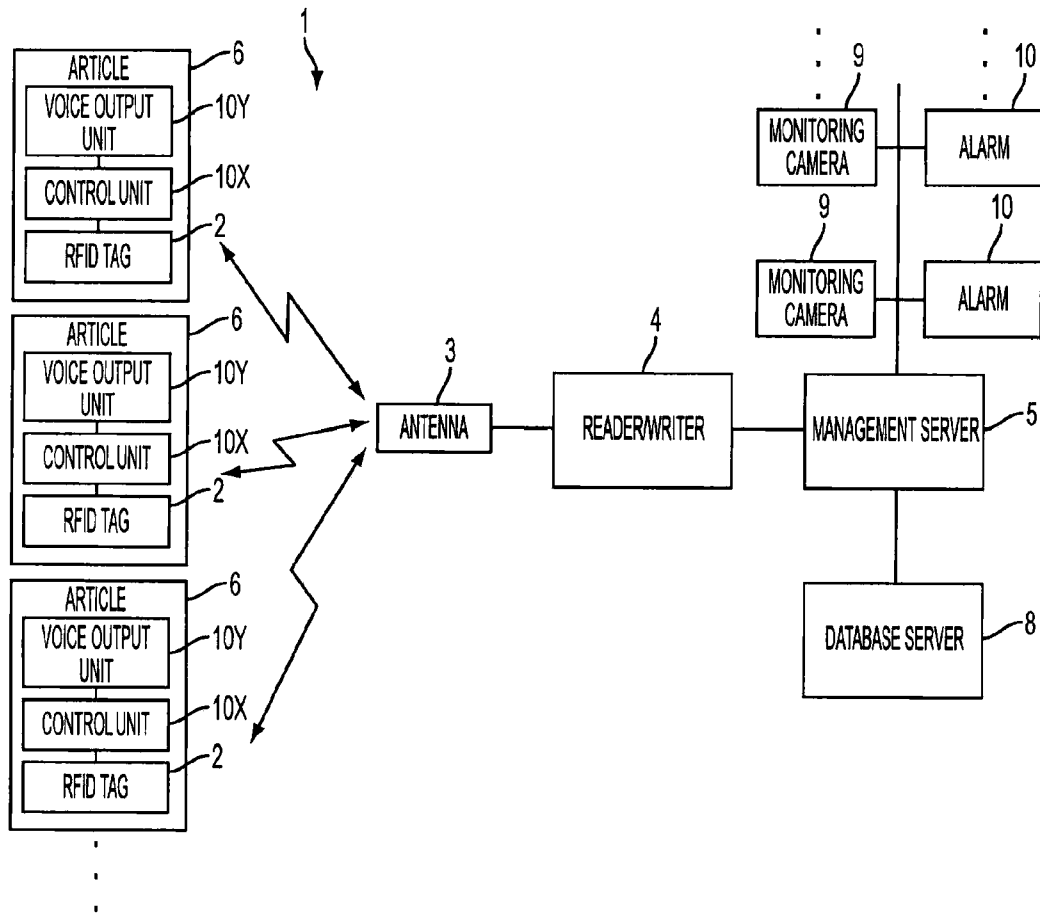 1
6
ARTICLE
VOICE OUTPUT
UNIT
10Y
CONTROL UNIT
10X
2
RFID TAG
6
ARTICLE
VOICE OUTPUT
UNIT
10Y
CONTROL UNIT
10X
2
RFID TAG
6
ARTICLE
VOICE OUTPUT
UNIT
10Y
CONTROL UNIT
10X
2
RFID TAG
3
ANTENNA
4
READER/WRITER
9
MONITORING
CAMERA
10
ALARM
9
MONITORING
CAMERA
10
ALARM
MANAGEMENT SERVER
5
DATABASE SERVER
8